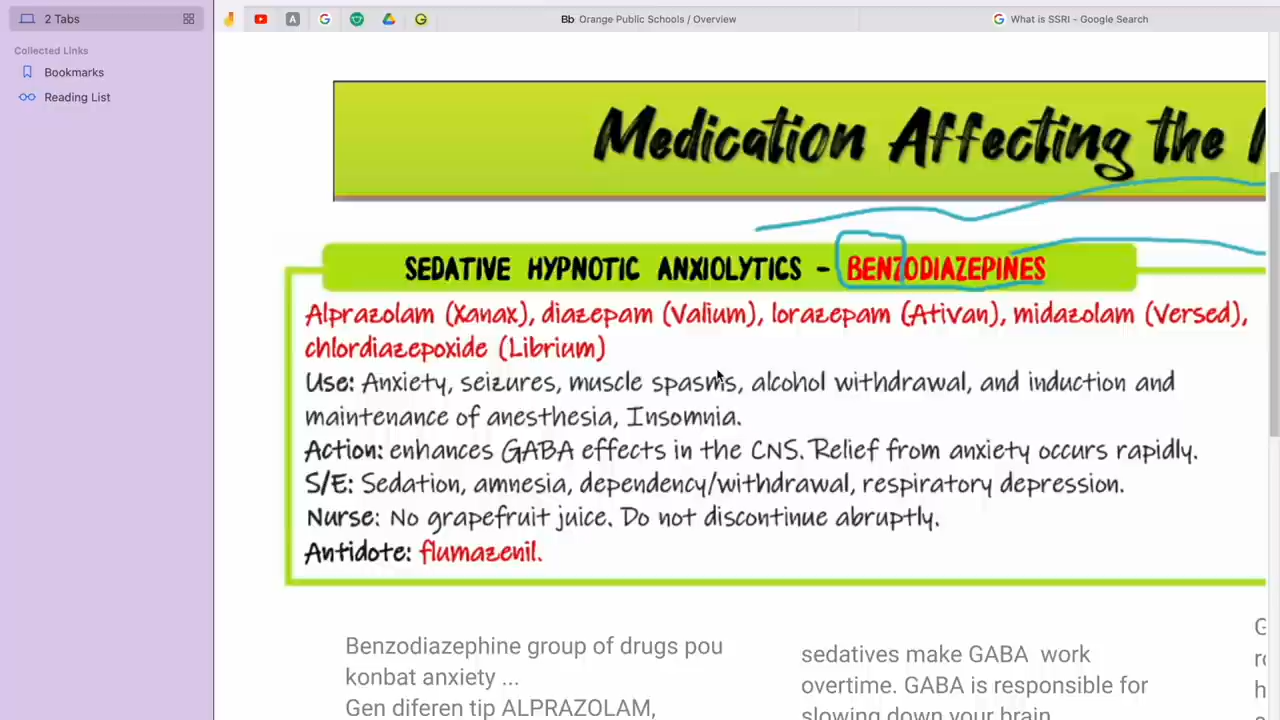 2 Tabs
Collected Links
Bookmarks
Reading List
Bb Orange Public Schools / Overview
What is SSRI - Google Search
Medication Affecting the
SEDATIVE HYPNOTIC ANXIOLYTICS - BENZODIAZEPINES
Alprazolam (Xanax), diazepam (Valium), lorazepam (Ativan), midazolam (Versed),
chlordiazepoxide (Librium)
Use: Anxiety, seizures, muscle spasms, alcohol withdrawal, and induction and
maintenance of anesthesia, Insomnia.
Action: enhances GABA effects in the CNS. Relief from anxiety occurs rapidly.
S/E: Sedation, amnesia, dependency/withdrawal, respiratory depression.
Nurse: No grapefruit juice. Do not discontinue abruptly.
Antidote: flumazenil.
Benzodiazephine group of drugs pou
konbat anxiety ...
Gen diferen tip ALPRAZOLAM,
sedatives make GABA work
overtime. GABA is responsible for
slowing down your brain